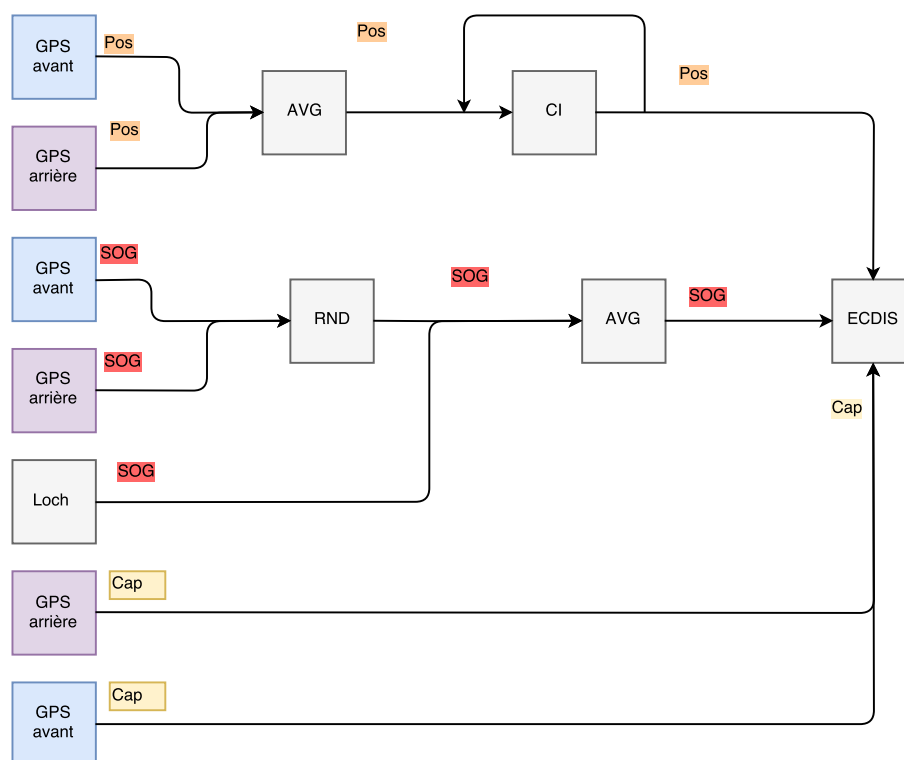 GPS
avant
Pos
Pos
Pos
AVG
CI
GPS
arrière
Pos
GPS
avant
SOG
SOG
SOG
RND
AVG
ECDIS
GPS
arrière
SOG
Cap
Loch
SOG
GPS
arrière
Cap
GPS
avant
Cap